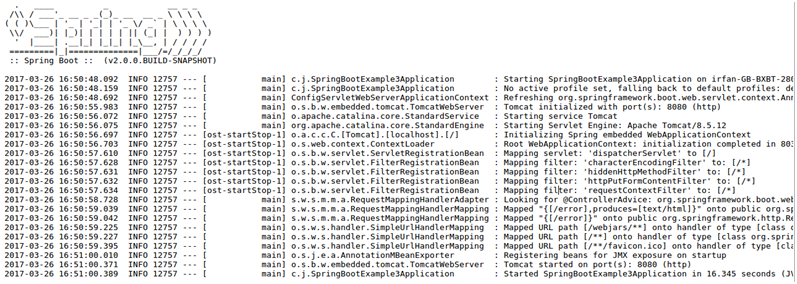 .   ____          _            __ _ _
 /\\ / ___'_ __ _ _(_)_ __  __ _ \ \ \ \
( ( )\___ | '_ | '_| | '_ \/ _` | \ \ \ \
 \\/  ___)| |_)| | | | | || (_| |  ) ) ) )
  '  |____| .__|_| |_|_| |_\__, | / / / /
 =========|_|==============|___/=/_/_/_/
 :: Spring Boot ::  (v2.0.0.BUILD-SNAPSHOT)
2017-03-26 16:50:48.092  INFO 12757 --- [           main] c.j.SpringBootExample3Application        : Starting SpringBootExample3Application on irfan-GB-BXBT-280
2017-03-26 16:50:48.159  INFO 12757 --- [           main] c.j.SpringBootExample3Application        : No active profile set, falling back to default profiles: de
2017-03-26 16:50:48.692  INFO 12757 --- [           main] ConfigServletWebServerApplicationContext : Refreshing org.springframework.boot.web.servlet.context.Ann
2017-03-26 16:50:55.983  INFO 12757 --- [           main] o.s.b.w.embedded.tomcat.TomcatWebServer  : Tomcat initialized with port(s): 8080 (http)
2017-03-26 16:50:56.072  INFO 12757 --- [           main] o.apache.catalina.core.StandardService   : Starting service Tomcat
2017-03-26 16:50:56.075  INFO 12757 --- [           main] org.apache.catalina.core.StandardEngine  : Starting Servlet Engine: Apache Tomcat/8.5.12
2017-03-26 16:50:56.697  INFO 12757 --- [ost-startStop-1] o.a.c.c.C.[Tomcat].[localhost].[/]       : Initializing Spring embedded WebApplicationContext
2017-03-26 16:50:56.703  INFO 12757 --- [ost-startStop-1] o.s.web.context.ContextLoader            : Root WebApplicationContext: initialization completed in 803
2017-03-26 16:50:57.610  INFO 12757 --- [ost-startStop-1] o.s.b.w.servlet.ServletRegistrationBean  : Mapping servlet: 'dispatcherServlet' to [/]
2017-03-26 16:50:57.628  INFO 12757 --- [ost-startStop-1] o.s.b.w.servlet.FilterRegistrationBean   : Mapping filter: 'characterEncodingFilter' to: [/*]
2017-03-26 16:50:57.631  INFO 12757 --- [ost-startStop-1] o.s.b.w.servlet.FilterRegistrationBean   : Mapping filter: 'hiddenHttpMethodFilter' to: [/*]
2017-03-26 16:50:57.632  INFO 12757 --- [ost-startStop-1] o.s.b.w.servlet.FilterRegistrationBean   : Mapping filter: 'httpPutFormContentFilter' to: [/*]
2017-03-26 16:50:57.634  INFO 12757 --- [ost-startStop-1] o.s.b.w.servlet.FilterRegistrationBean   : Mapping filter: 'requestContextFilter' to: [/*]
2017-03-26 16:50:58.728  INFO 12757 --- [           main] s.w.s.m.m.a.RequestMappingHandlerAdapter : Looking for @ControllerAdvice: org.springframework.boot.web
2017-03-26 16:50:59.039  INFO 12757 --- [           main] s.w.s.m.m.a.RequestMappingHandlerMapping : Mapped "{[/error],produces=[text/html]}" onto public org.sp
2017-03-26 16:50:59.042  INFO 12757 --- [           main] s.w.s.m.m.a.RequestMappingHandlerMapping : Mapped "{[/error]}" onto public org.springframework.http.Re
2017-03-26 16:50:59.225  INFO 12757 --- [           main] o.s.w.s.handler.SimpleUrlHandlerMapping  : Mapped URL path [/webjars/**] onto handler of type [class o
2017-03-26 16:50:59.227  INFO 12757 --- [           main] o.s.w.s.handler.SimpleUrlHandlerMapping  : Mapped URL path [/**] onto handler of type [class org.sprin
2017-03-26 16:50:59.395  INFO 12757 --- [           main] o.s.w.s.handler.SimpleUrlHandlerMapping  : Mapped URL path [/**/favicon.ico] onto handler of type [cla
2017-03-26 16:51:00.010  INFO 12757 --- [           main] o.s.j.e.a.AnnotationMBeanExporter        : Registering beans for JMX exposure on startup
2017-03-26 16:51:00.371  INFO 12757 --- [           main] o.s.b.w.embedded.tomcat.TomcatWebServer  : Tomcat started on port(s): 8080 (http)
2017-03-26 16:51:00.389  INFO 12757 --- [           main] c.j.SpringBootExample3Application        : Started SpringBootExample3Application in 16.345 seconds (JV